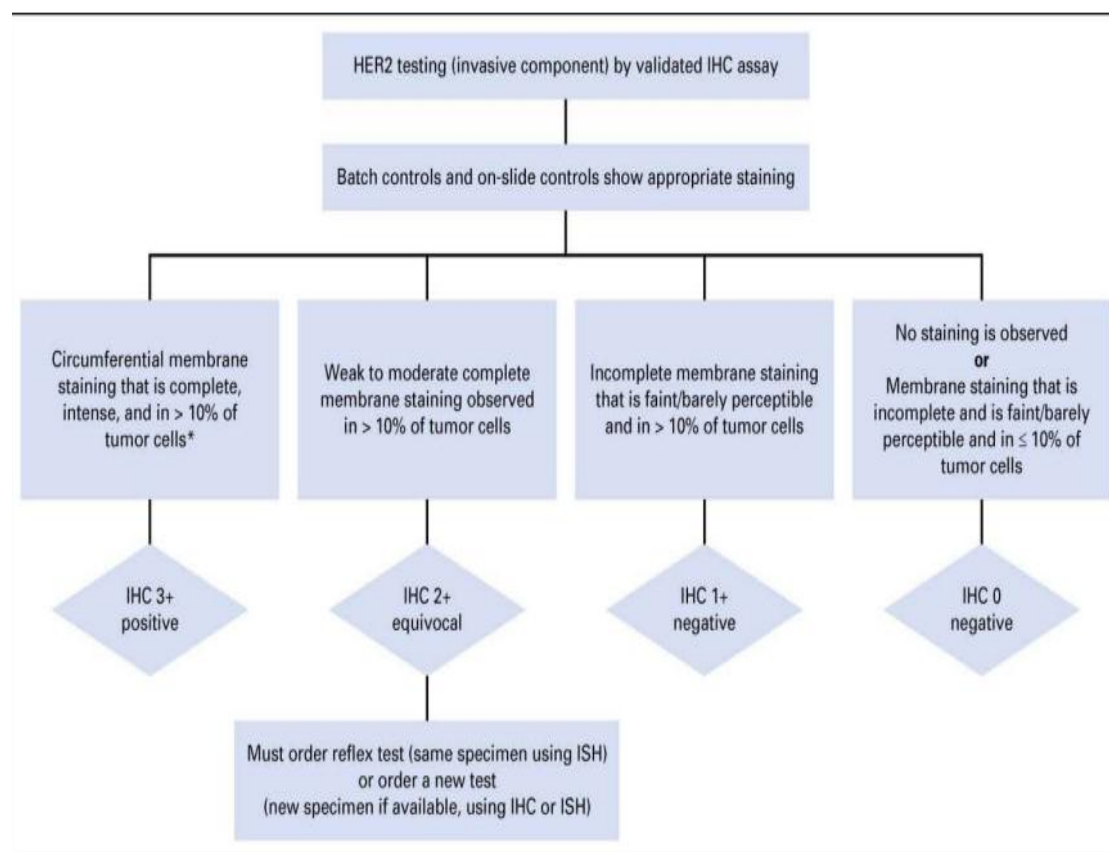 HER2 testing (invasive component) by validated IHC assay
Batch controls and on-slide controls show appropriate staining
Circumferential membrane
staining that is complete,
intense, and in > 10% of
tumor cells*
Weak to moderate complete
membrane staining observed
in > 10% of tumor cells
Incomplete membrane staining
that is faint/barely perceptible
and in > 10% of tumor cells
No staining is observed
or
Membrane staining that is
incomplete and is faint/barely
perceptible and in ≤ 10% of
tumor cells
IHC 3+
positive
IHC 2+
equivocal
IHC 1+
negative
IHC 0
negative
Must order reflex test (same specimen using ISH)
or order a new test
(new specimen if available, using IHC or ISH)